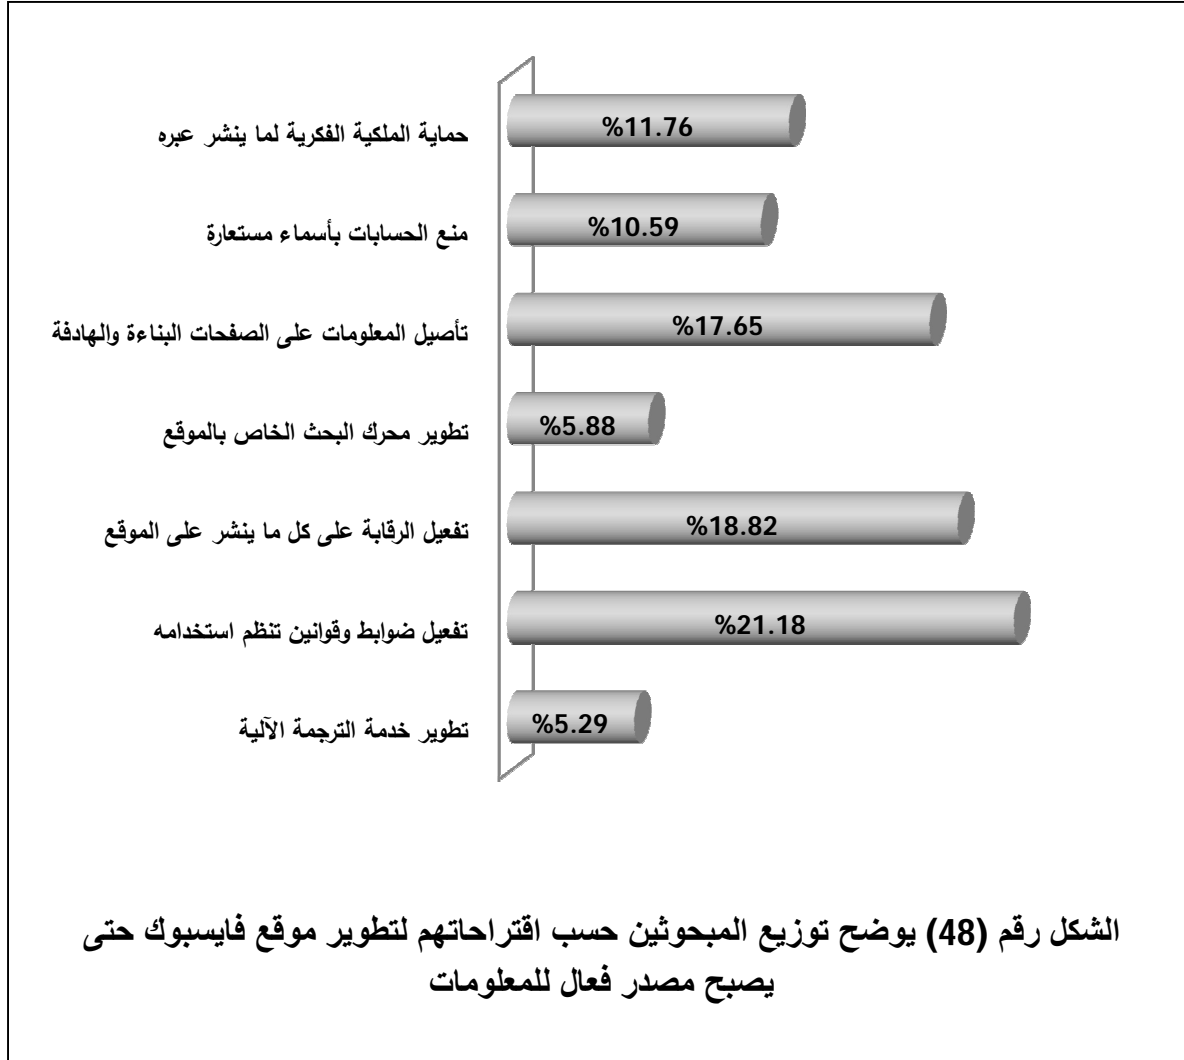 حماية الملكية الفكرية لما ينشر عبره
%11.76
منع الحسابات بأسماء مستعارة
%10.59
تأصيل المعلومات على الصفحات البناءة والهادفة
%17.65
تطوير محرك البحث الخاص بالموقع
%5.88
تفعيل الرقابة على كل ما ينشر على الموقع
%18.82
تفعيل ضوابط وقوانين تنظم استخدامه
%21.18
تطوير خدمة الترجمة الآلية
%5.29
الشكل رقم (48) يوضح توزيع المبحوثين حسب اقتراحاتهم لتطوير موقع فايسبوك حتى
يصبح مصدر فعال للمعلومات